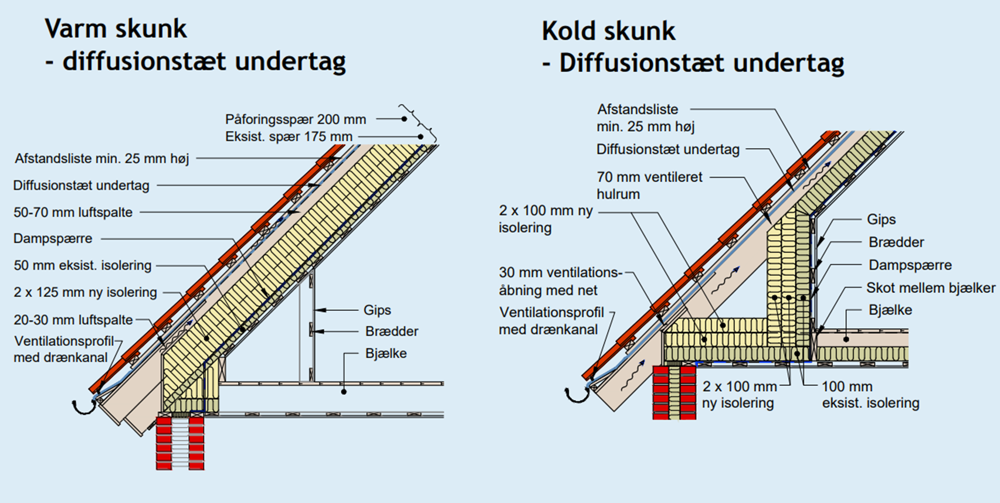 Varm skunk
- diffusionstæt undertag
Påforingsspær 200 mm
Eksist. spær 175 mm
Afstandsliste min. 25 mm høj
Diffusionstæt undertag
50-70 mm luftspalte
Dampspærre
50 mm eksist. isolering
2 x 125 mm ny isolering
20-30 mm luftspalte
Ventilationsprofil
med drænkanal
Gips
Brædder
Bjælke
Kold skunk
- Diffusionstæt undertag
Afstandsliste
min. 25 mm høj
Diffusionstæt undertag
70 mm ventileret
hulrum
2 x 100 mm ny
isolering
30 mm ventilations-
åbning med net
Ventilationsprofil
med drænkanal
Gips
Brædder
Dampspærre
Skot mellem bjælker
Bjælke
2 x 100 mm
ny isolering
100 mm
eksist. isolering